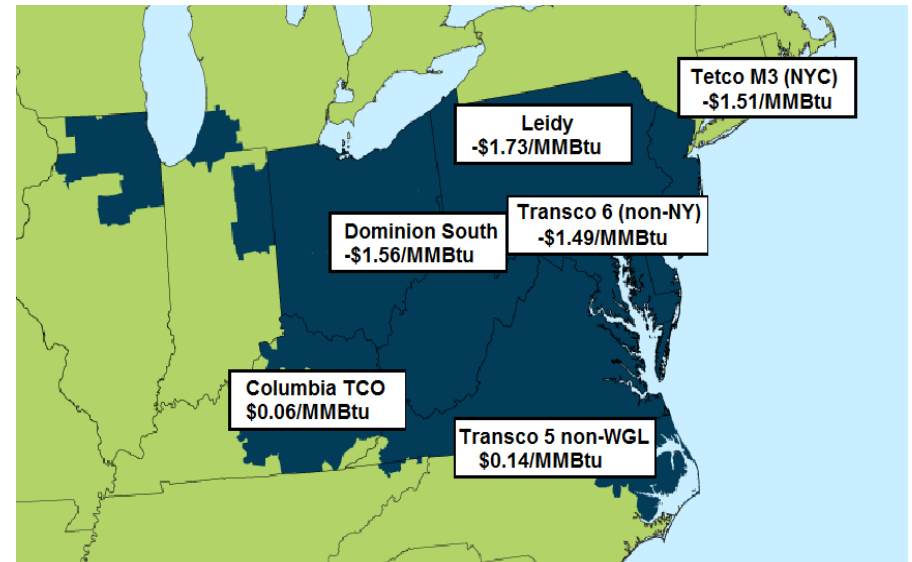 Tetco M3 (NYC)
-$1.51/MMBtu
Leidy
-$1.73/MMBtu
Transco 6 (non-NY)
-$1.49/MMBtu
Dominion South
-$1.56/MMBtu
Columbia TCO
$0.06/MMBtu
Transco 5 non-WGL
$0.14/MMBtu